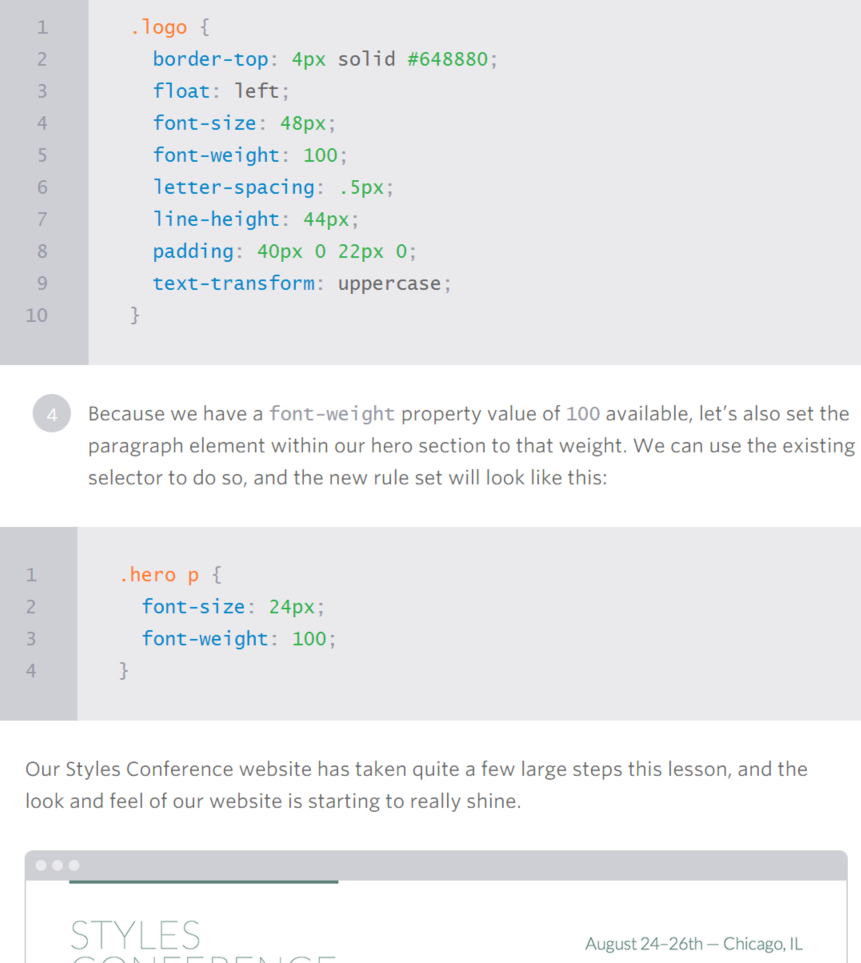 1 .logo {
2 border-top: 4px solid #648880;
3 float: left;
4 font-size: 48px;
5 font-weight: 100;
6 letter-spacing: .5px;
7 line-height: 44px;
8 padding: 40px 0 22px 0;
9 text-transform: uppercase;
10 }
4 Because we have a font-weight property value of 100 available, let’s also set the
paragraph element within our hero section to that weight. We can use the existing
selector to do so, and the new rule set will look like this:
1 .hero p {
2 font-size: 24px;
3 font-weight: 100;
4 }
Our Styles Conference website has taken quite a few large steps this lesson, and the
look and feel of our website is starting to really shine.
STYLES
August 24–26th — Chicago, IL
CONFERENCE